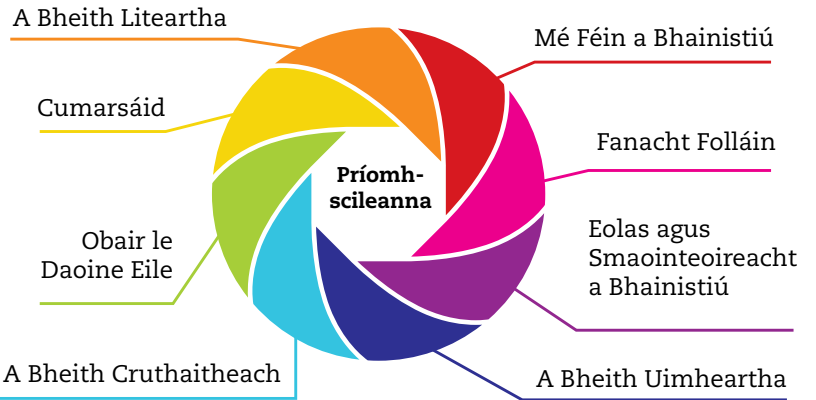 A Bheith Liteartha
Mé Féin a Bhainistiú
Cumarsáid
Fanacht Folláin
Príomh-
scileanna
Obair le
Daoine Eile
Eolas agus
Smaointeoireacht
a Bhainistiú
A Bheith Cruthaitheach
A Bheith Uimheartha